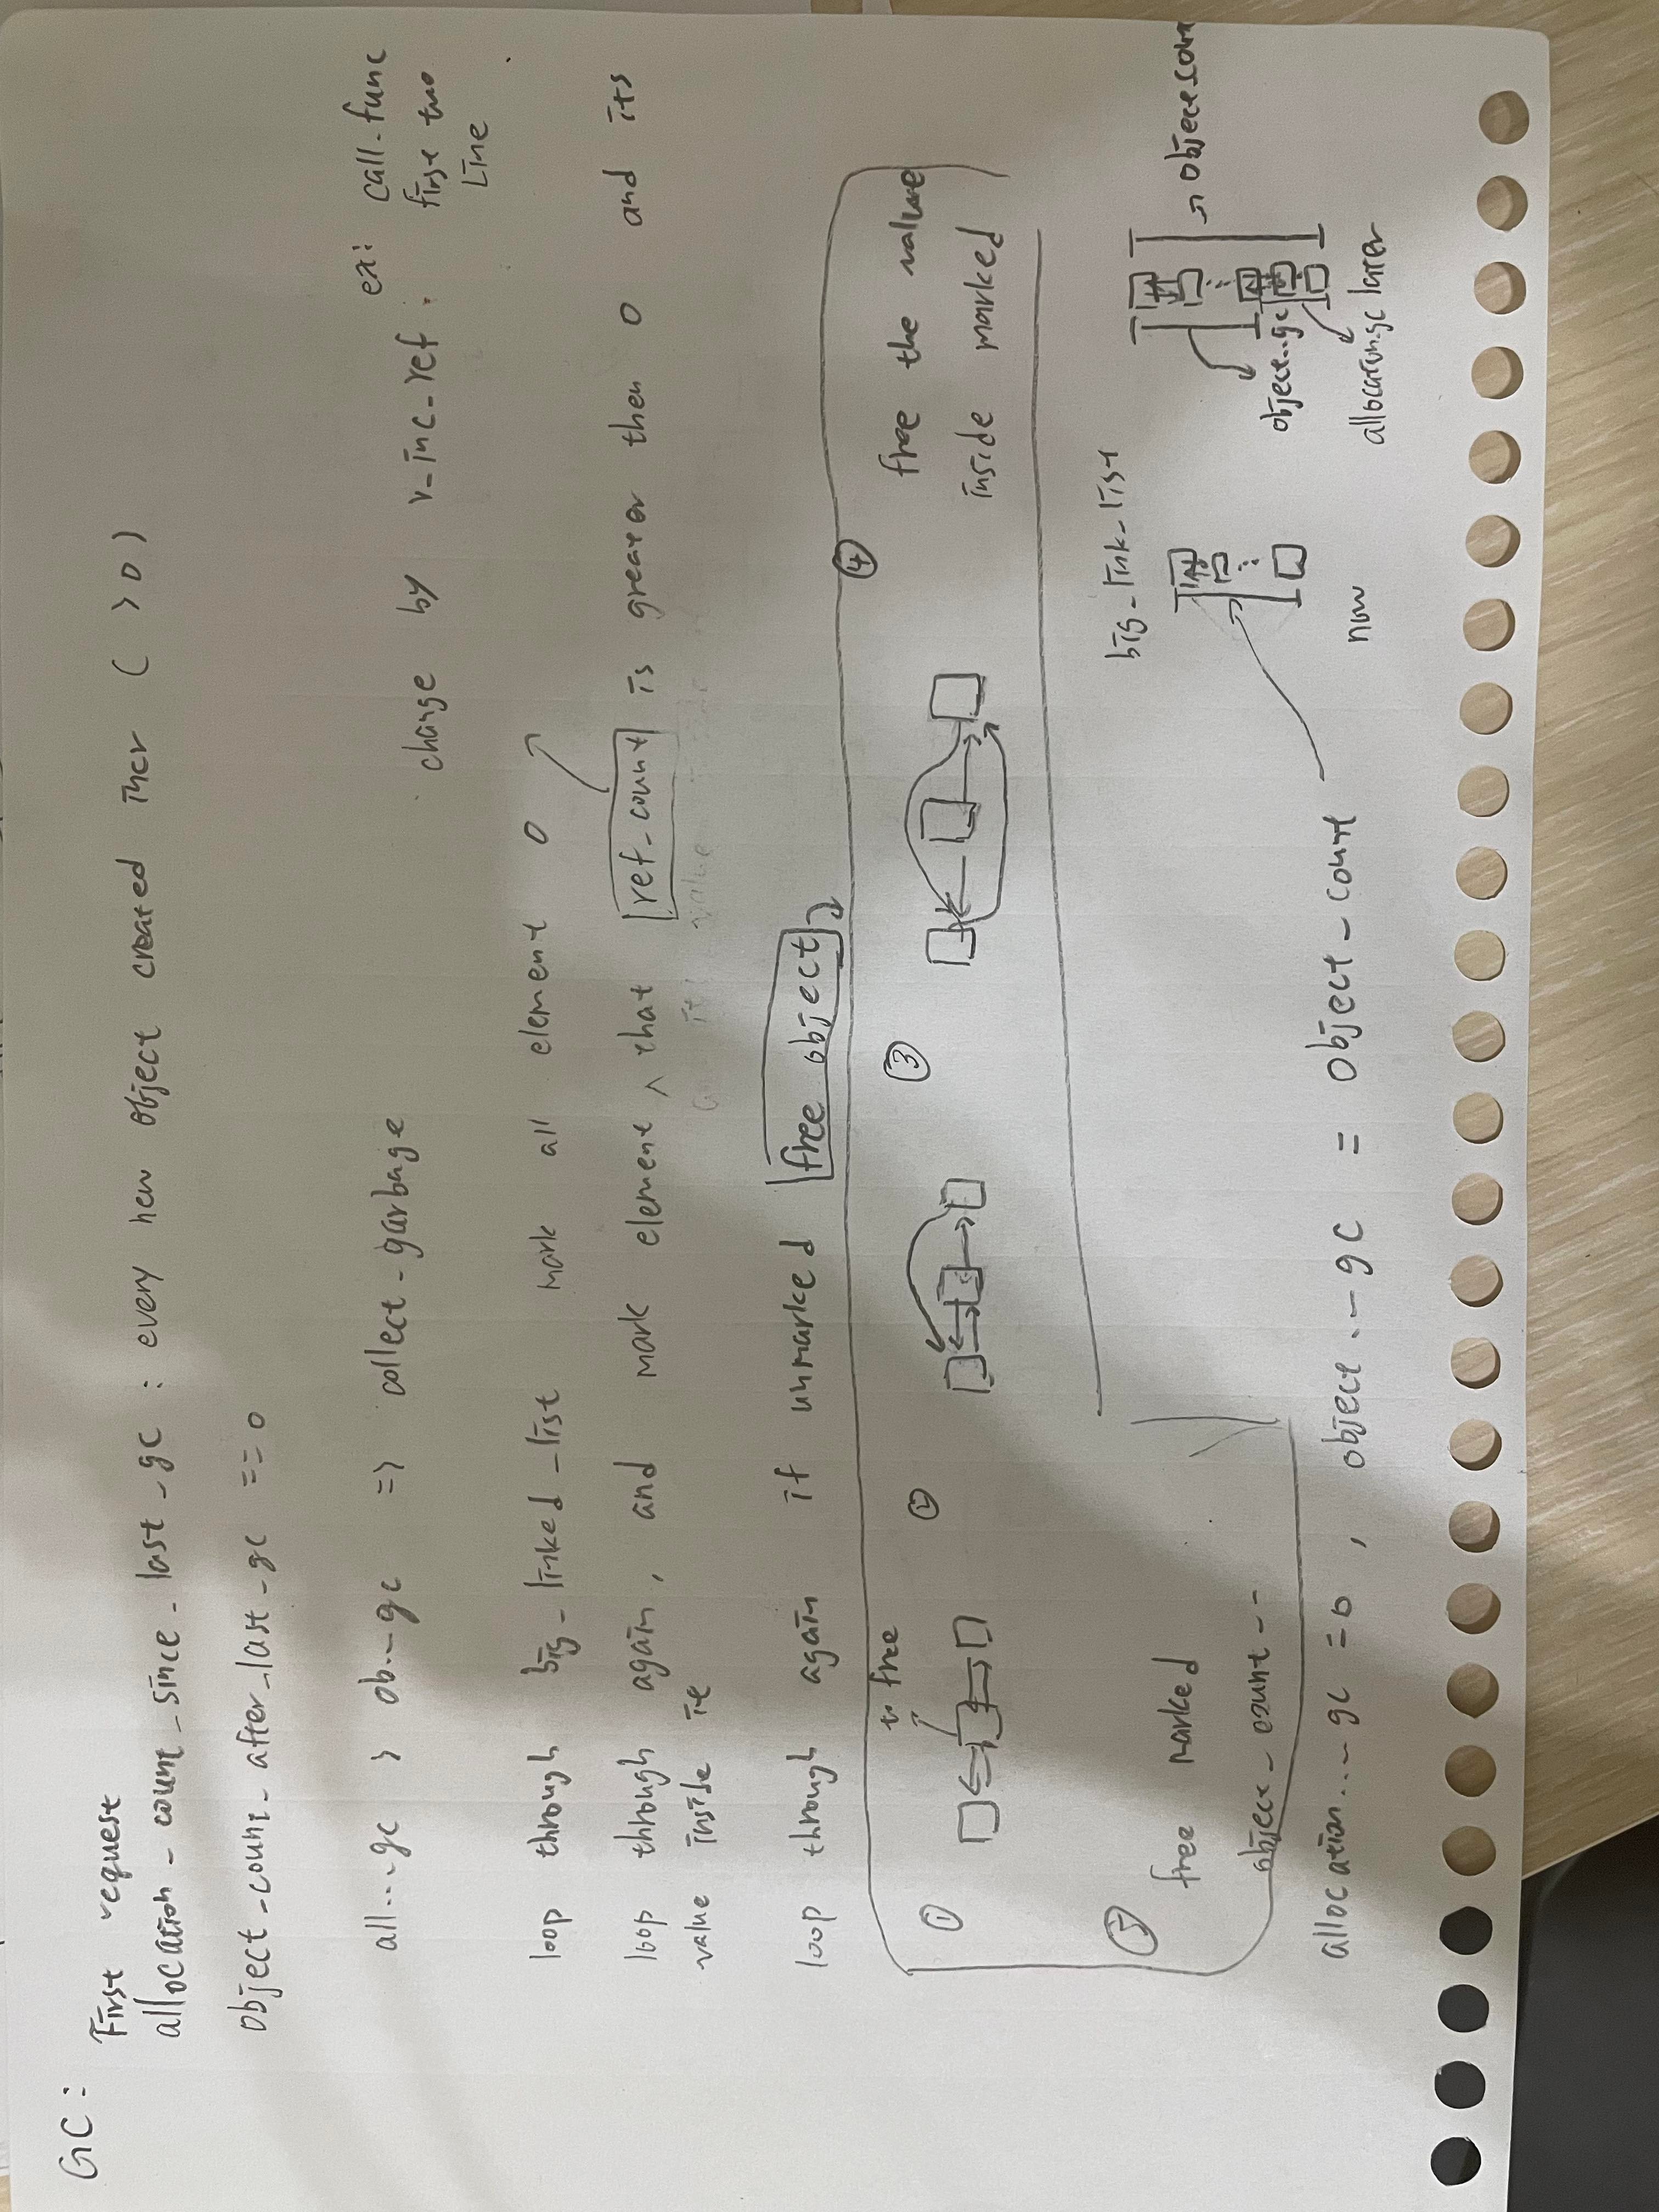 GC:
First request
allocation_count_since_last_gc : every new object created incr ( > 0 )
object_count_after_last_gc == 0
all...gc > ob...gc => collect_garbage
ex: call_func
first two
Line
change by r_inc_ref :
loop through big_linked_list mark all element 0
loop through again, and mark element ^ that ref_count is greater then 0 and its
value inside it
loop through again if unmarked free object
① to free
②
③
④ free the value
inside marked
⑤
free marked
object_count--
big_link_list
object_coun
object..gc
allocation...gc = 0 , object...gc = object_count
now
allocation.gc later